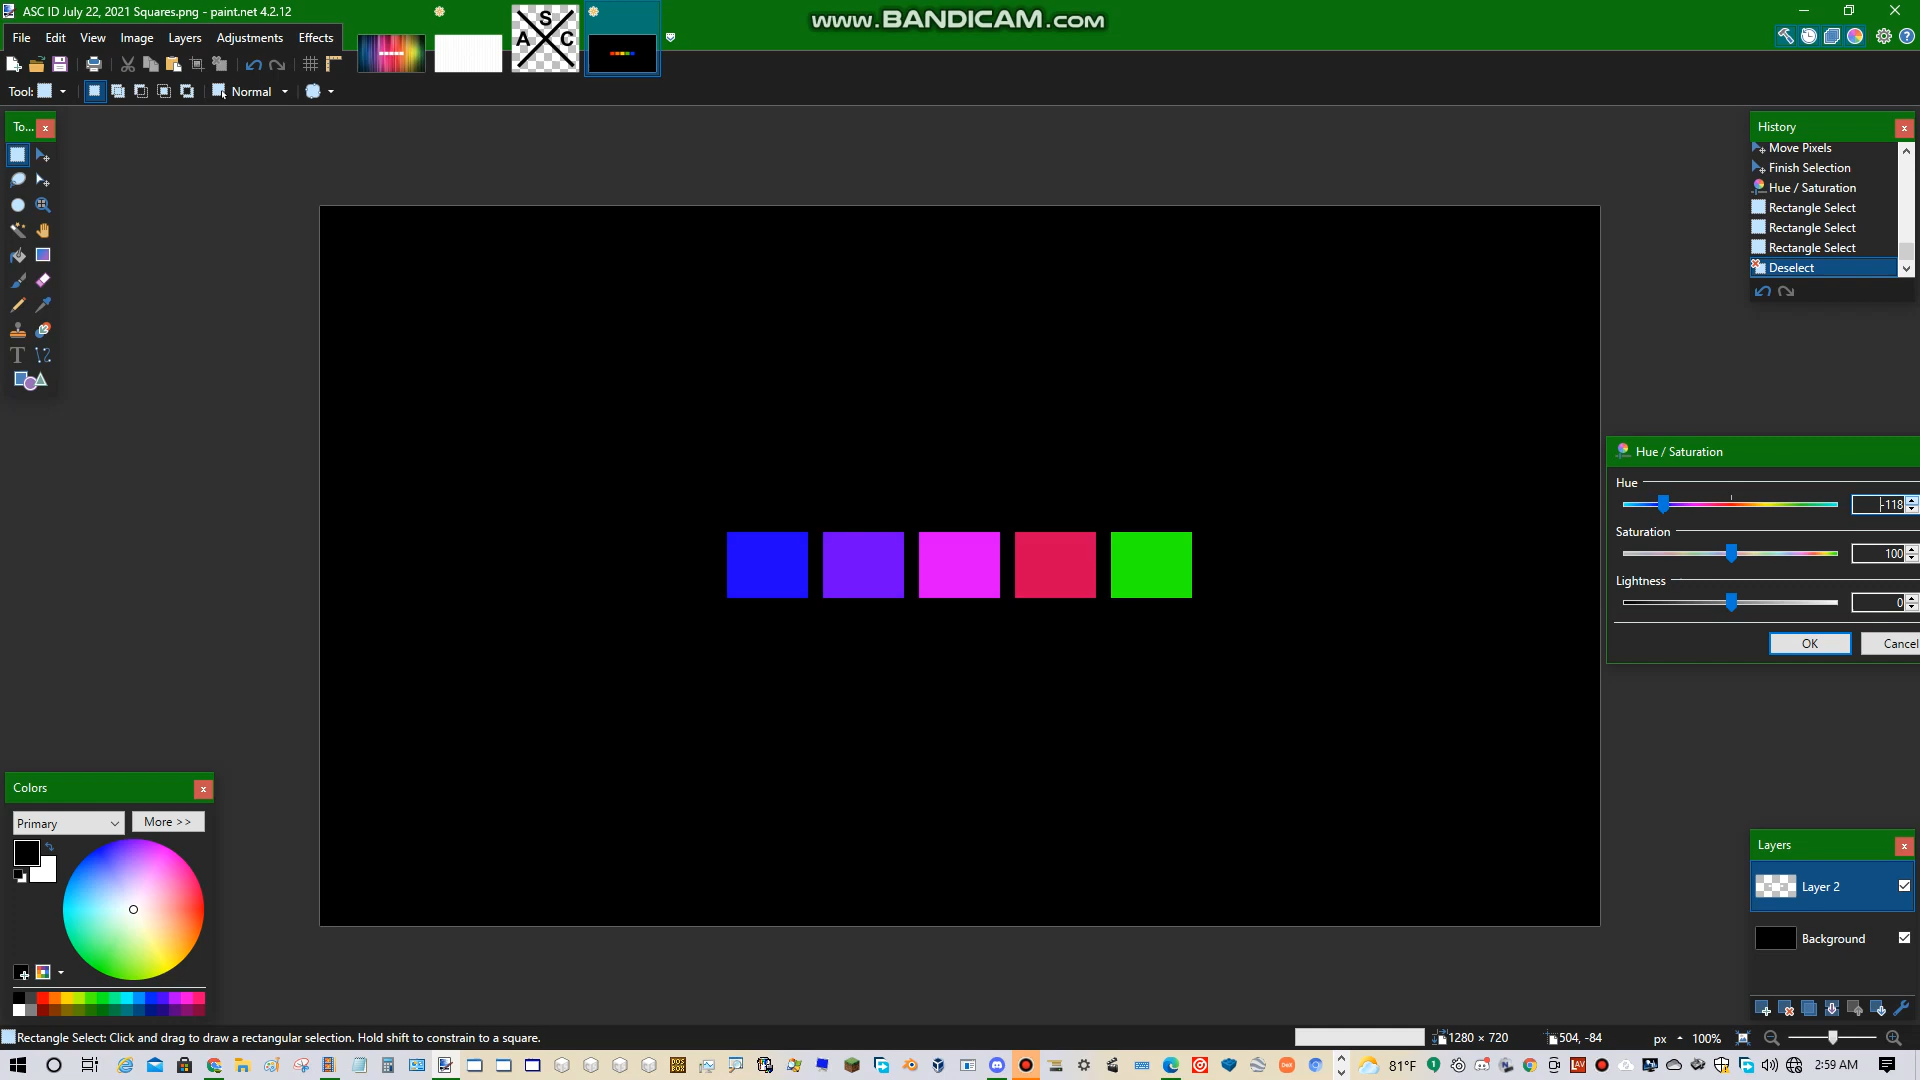 ASC ID July 22, 2021 Squares.png - paint.net 4.2.12
www.BANDICAM.com
File Edit View Image Layers Adjustments Effects
S
A C
Tool: Normal
To...
History
Move Pixels
Finish Selection
Hue / Saturation
Rectangle Select
Rectangle Select
Rectangle Select
Deselect
Hue / Saturation
Hue
-118
Saturation
100
Lightness
0
OK Cancel
Colors
Primary More >>
Layers
Layer 2
Background
Rectangle Select: Click and drag to draw a rectangular selection. Hold shift to constrain to a square.
1280 × 720 504, -84 px 100%
81°F 2:59 AM